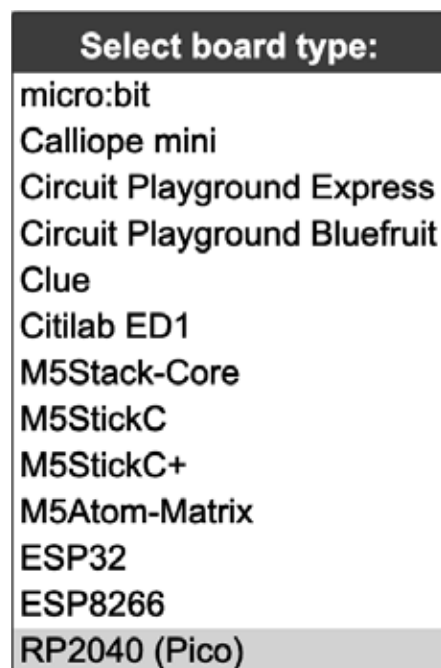 Select board type:
micro:bit
Calliope mini
Circuit Playground Express
Circuit Playground Bluefruit
Clue
Citilab ED1
M5Stack-Core
M5StickC
M5StickC+
M5Atom-Matrix
ESP32
ESP8266
RP2040 (Pico)